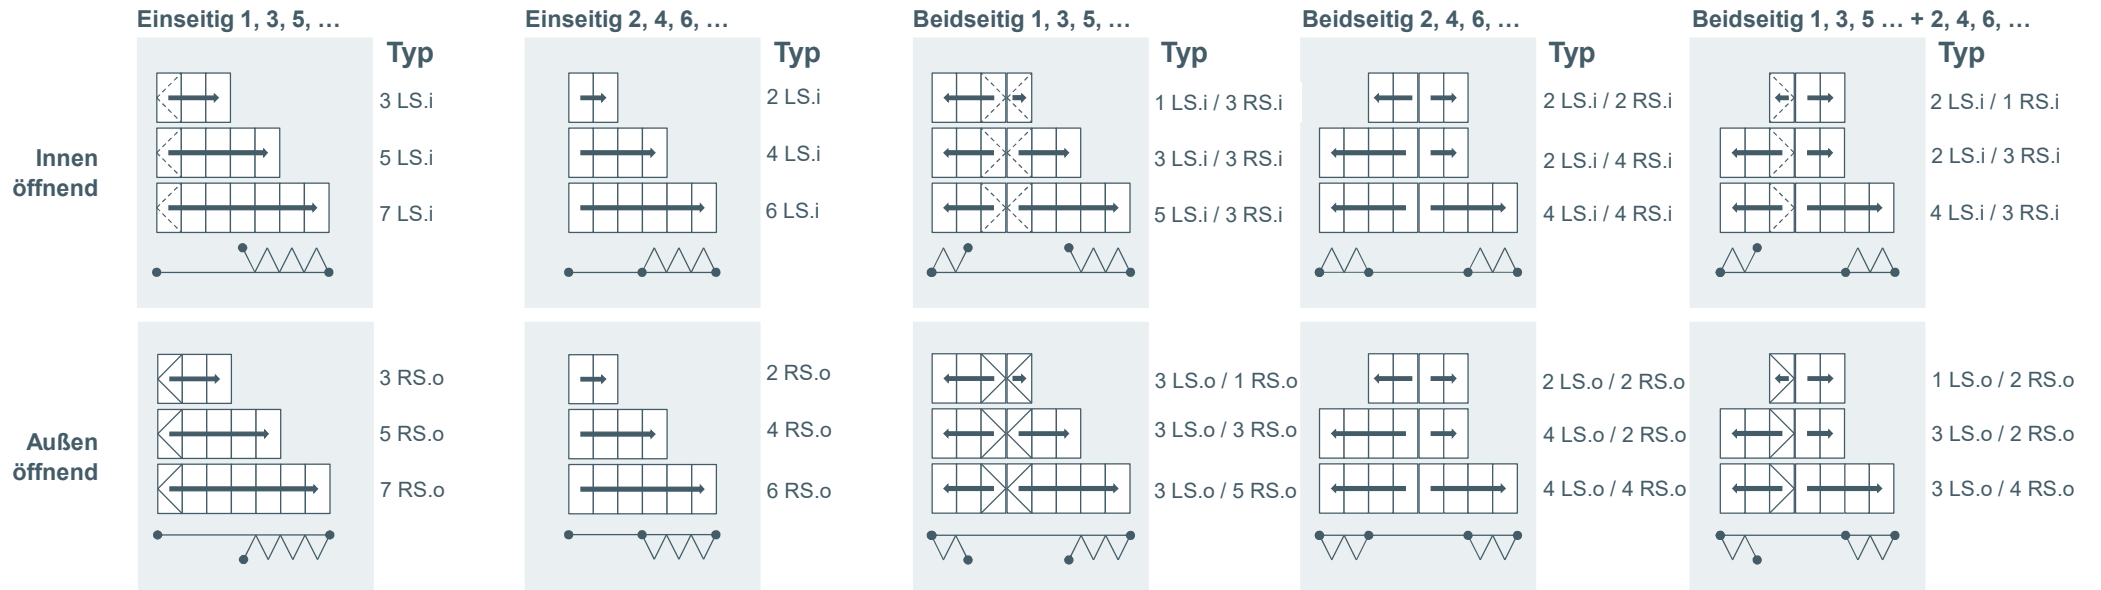 Einseitig 1, 3, 5, …
Einseitig 2, 4, 6, …
Beidseitig 1, 3, 5, …
Beidseitig 2, 4, 6, …
Beidseitig 1, 3, 5 … + 2, 4, 6, …
Innen
öffnend
Typ
3 LS.i
5 LS.i
7 LS.i
Typ
2 LS.i
4 LS.i
6 LS.i
Typ
1 LS.i / 3 RS.i
3 LS.i / 3 RS.i
5 LS.i / 3 RS.i
Typ
2 LS.i / 2 RS.i
2 LS.i / 4 RS.i
4 LS.i / 4 RS.i
Typ
2 LS.i / 1 RS.i
2 LS.i / 3 RS.i
4 LS.i / 3 RS.i
Außen
öffnend
3 RS.o
5 RS.o
7 RS.o
2 RS.o
4 RS.o
6 RS.o
3 LS.o / 1 RS.o
3 LS.o / 3 RS.o
3 LS.o / 5 RS.o
2 LS.o / 2 RS.o
4 LS.o / 2 RS.o
4 LS.o / 4 RS.o
1 LS.o / 2 RS.o
3 LS.o / 2 RS.o
3 LS.o / 4 RS.o